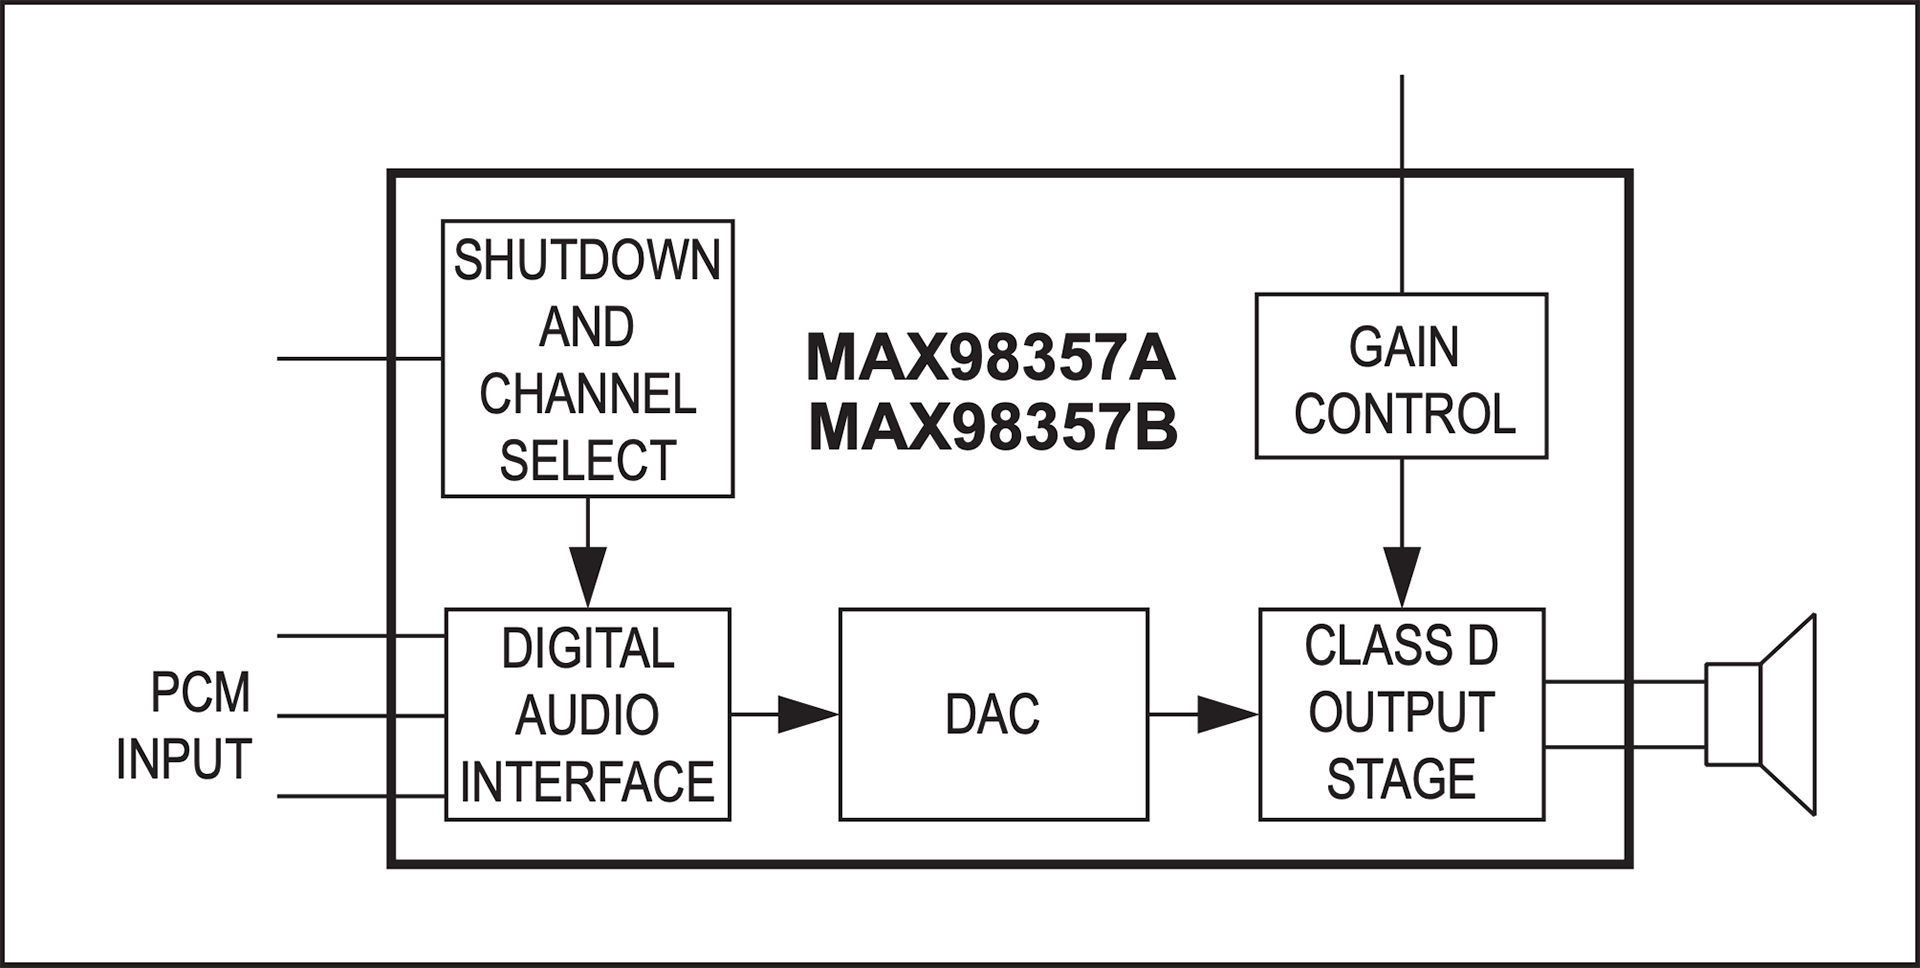 SHUTDOWN
AND
CHANNEL
SELECT
MAX98357A
MAX98357B
GAIN
CONTROL
PCM
INPUT
DIGITAL
AUDIO
INTERFACE
DAC
CLASS D
OUTPUT
STAGE